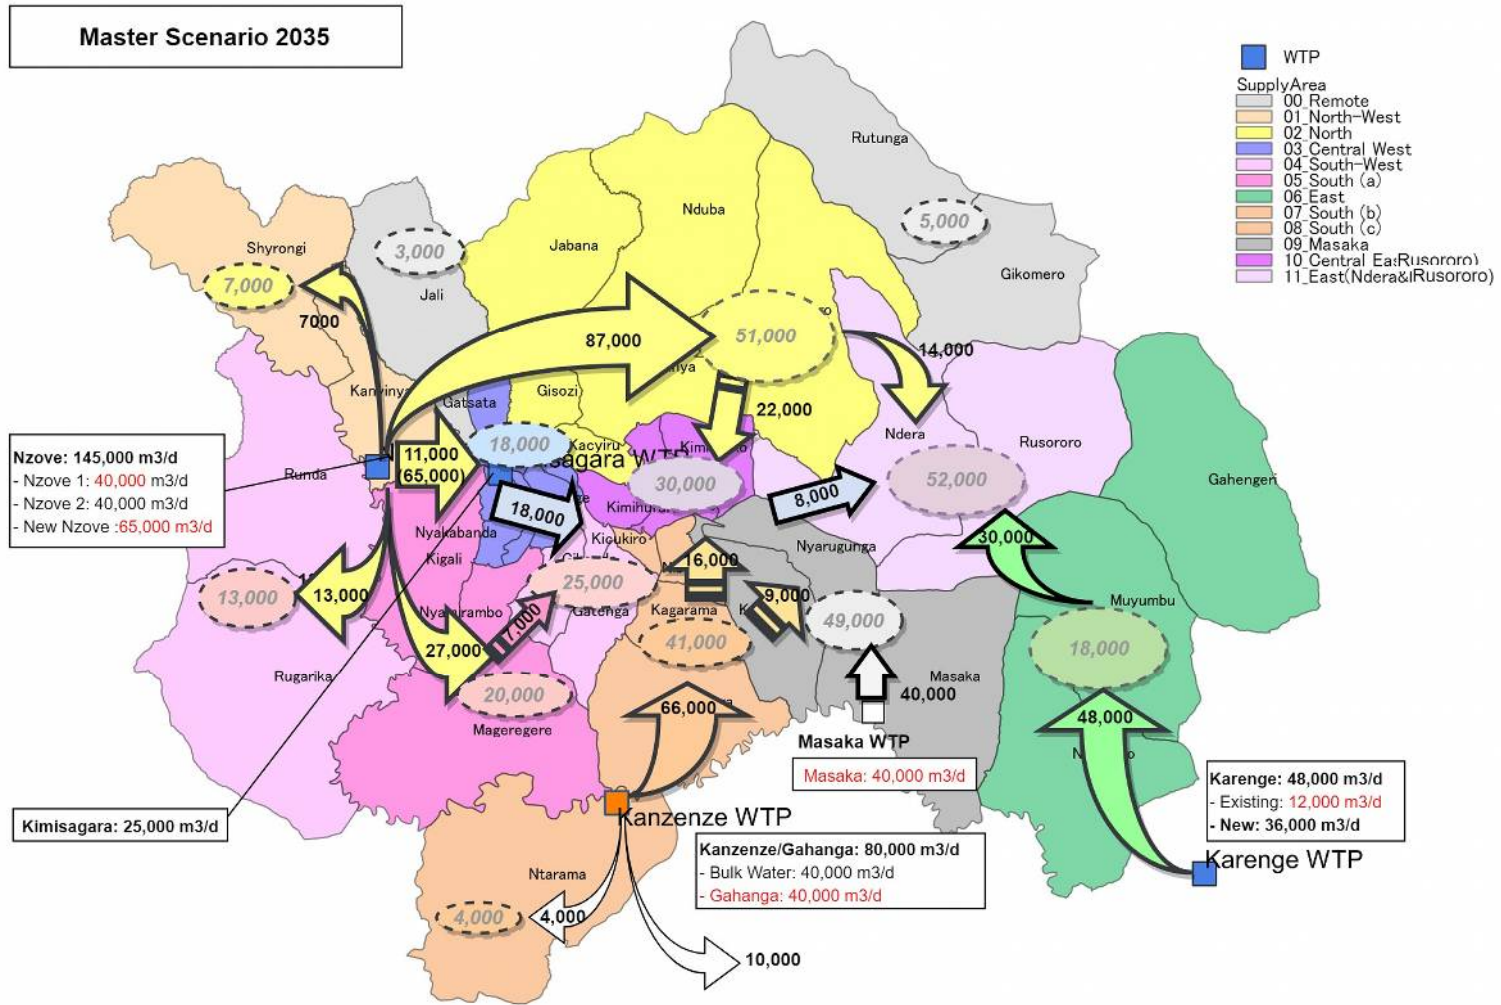 Master Scenario 2035
WTP
SupplyArea
00_Remote
01_North-West
02_North
03_Central West
04_South-West
05_South (a)
06_East
07_South (b)
08_South (c)
09_Masaka
10_Central Eas Rusororo)
11_East(Ndera& Rusororo)
Rutunga
5,000
Gikomero
Nduba
Jabana
3,000
Jali
Shyrongi
7,000
7000
87,000
51,000
14,000
22,000
Kanyinya
Gatsata
Gisozi
Kacyiru
18,000
11,000
(65,000)
30,000
Ndera
Rusororo
52,000
8,000
Gahengeri
Nzove: 145,000 m3/d
- Nzove 1: 40,000 m3/d
- Nzove 2: 40,000 m3/d
- New Nzove :65,000 m3/d
Runda
18,000
Nyakabanda
Kigali
Kicukiro
Nyarugunga
16,000
30,000
13,000
13,000
25,000
9,000
49,000
Muyumbu
Gatenga
Kagarama
7,000
27,000
41,000
18,000
Rugarika
20,000
Mageregere
66,000
Masaka
40,000
48,000
Masaka WTP
Masaka: 40,000 m3/d
Kimisagara: 25,000 m3/d
Kanzenze WTP
Kanzenze/Gahanga: 80,000 m3/d
- Bulk Water: 40,000 m3/d
- Gahanga: 40,000 m3/d
Karenge: 48,000 m3/d
- Existing: 12,000 m3/d
- New: 36,000 m3/d
Karenge WTP
Ntarama
4,000
4,000
10,000